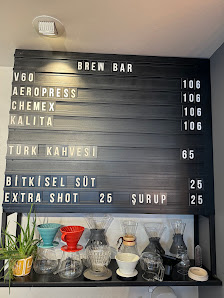 BREW BAR
V60 106
AEROPRESS 106
CHEMEX 106
KALITA 106
TÜRK KAHVESİ 65
BİTKİSEL SÜT 25
EXTRA SHOT 25 ŞURUP 25